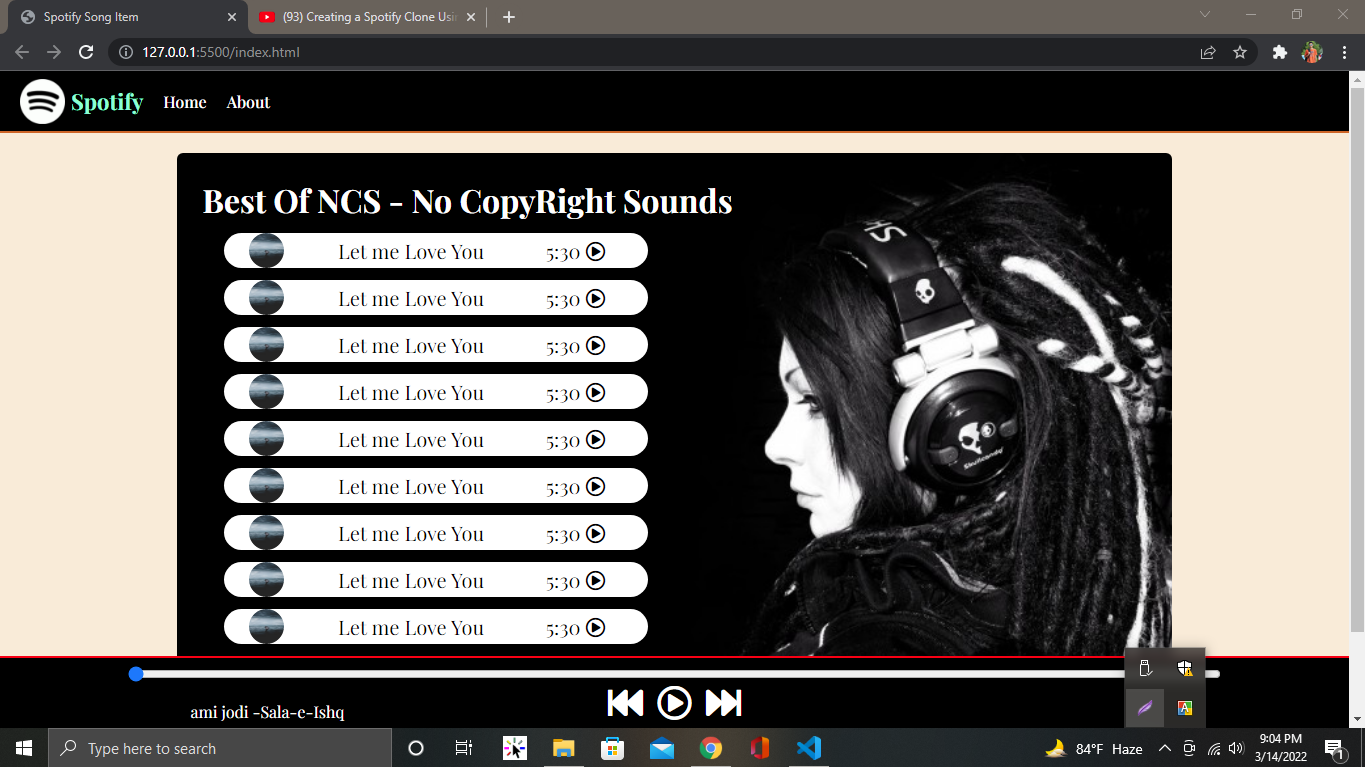 Spotify Song Item
(93) Creating a Spotify Clone Usin
127.0.0.1:5500/index.html
Spotify
Home
About
Best Of NCS - No CopyRight Sounds
Let me Love You 5:30
Let me Love You 5:30
Let me Love You 5:30
Let me Love You 5:30
Let me Love You 5:30
Let me Love You 5:30
Let me Love You 5:30
Let me Love You 5:30
Let me Love You 5:30
HS
Skullcandy
ami jodi -Sala-e-Ishq
A
Type here to search
84°F Haze
9:04 PM
3/14/2022
1